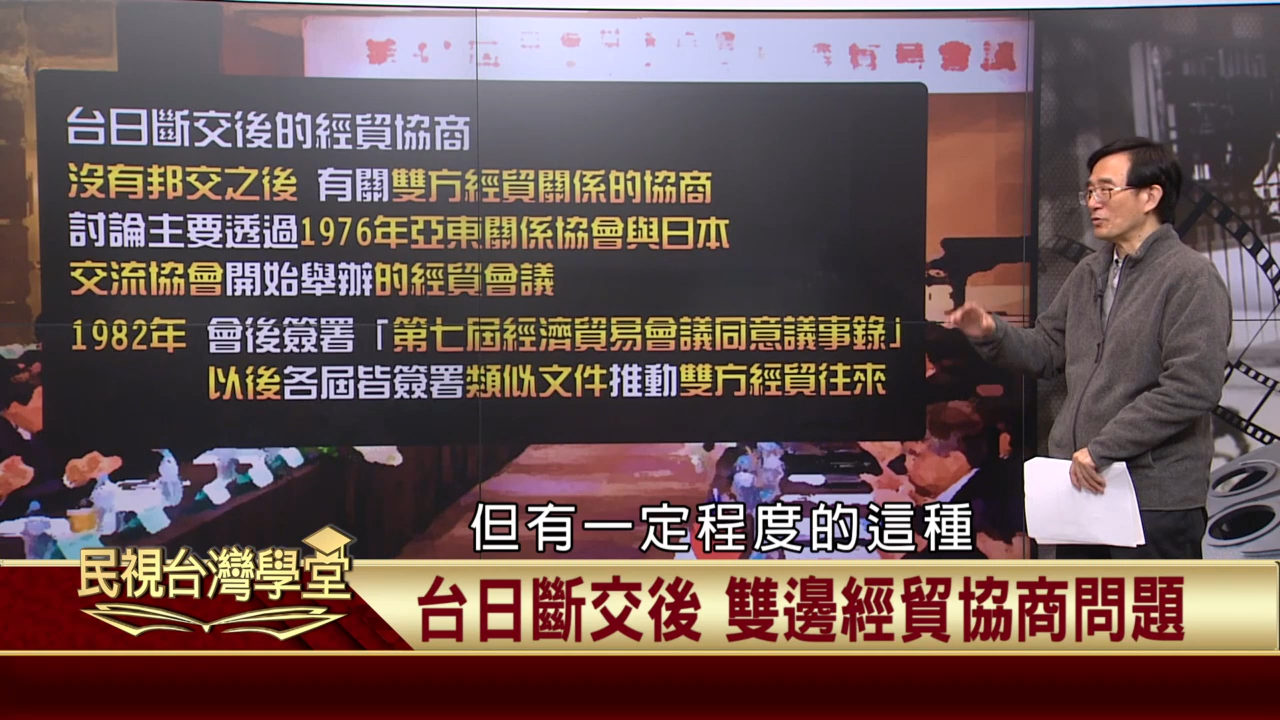 台日斷交後的經貿協商
沒有邦交之後 有關雙方經貿關係的協商
討論主要透過1976年亞東關係協會與日本
交流協會開始舉辦的經貿會議
1982年 會後簽署「第七屆經濟貿易會議同意議事錄」
以後各屆皆簽署類似文件推動雙方經貿往來
但有一定程度的這種
民視台灣學堂
台日斷交後 雙邊經貿協商問題